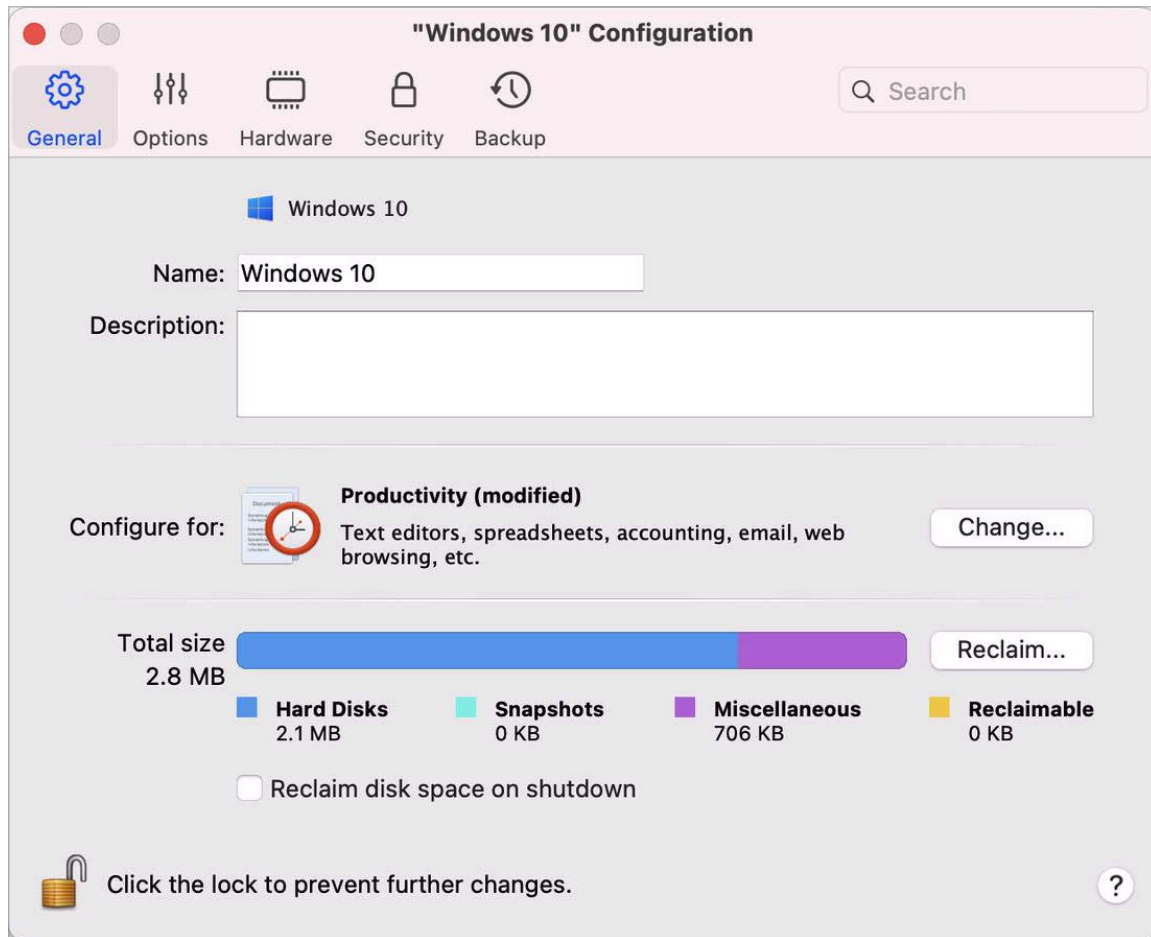 "Windows 10" Configuration
General
Options
Hardware
Security
Backup
Search
Windows 10
Name:
Windows 10
Description:
Configure for:
Productivity (modified)
Text editors, spreadsheets, accounting, email, web
browsing, etc.
Change...
Total size
2.8 MB
Reclaim...
Hard Disks
2.1 MB
Snapshots
0 KB
Miscellaneous
706 KB
Reclaimable
0 KB
Reclaim disk space on shutdown
Click the lock to prevent further changes.
?